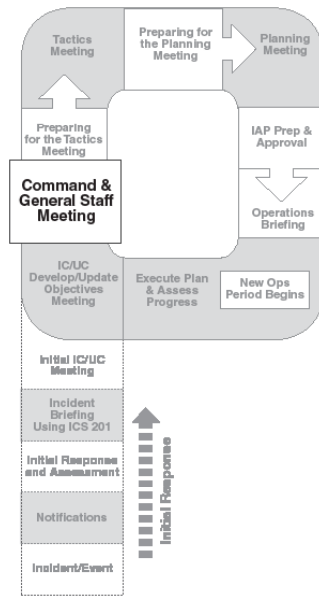 Tactics
Meeting
Preparing for
the Planning
Meeting
Planning
Meeting
Preparing
for the Tactics
Meeting
IAP Prep &
Approval
Command &
General Staff
Meeting
Operations
Briefing
IC/UC
Develop/Update
Objectives
Meeting
Execute Plan
& Assess
Progress
New Ops
Period Begins
Initial IC/UC
Meeting
Incident
Briefing
Using ICS 201
Initial Response
and Assessment
Notifications
Incident/Event
Initial Response